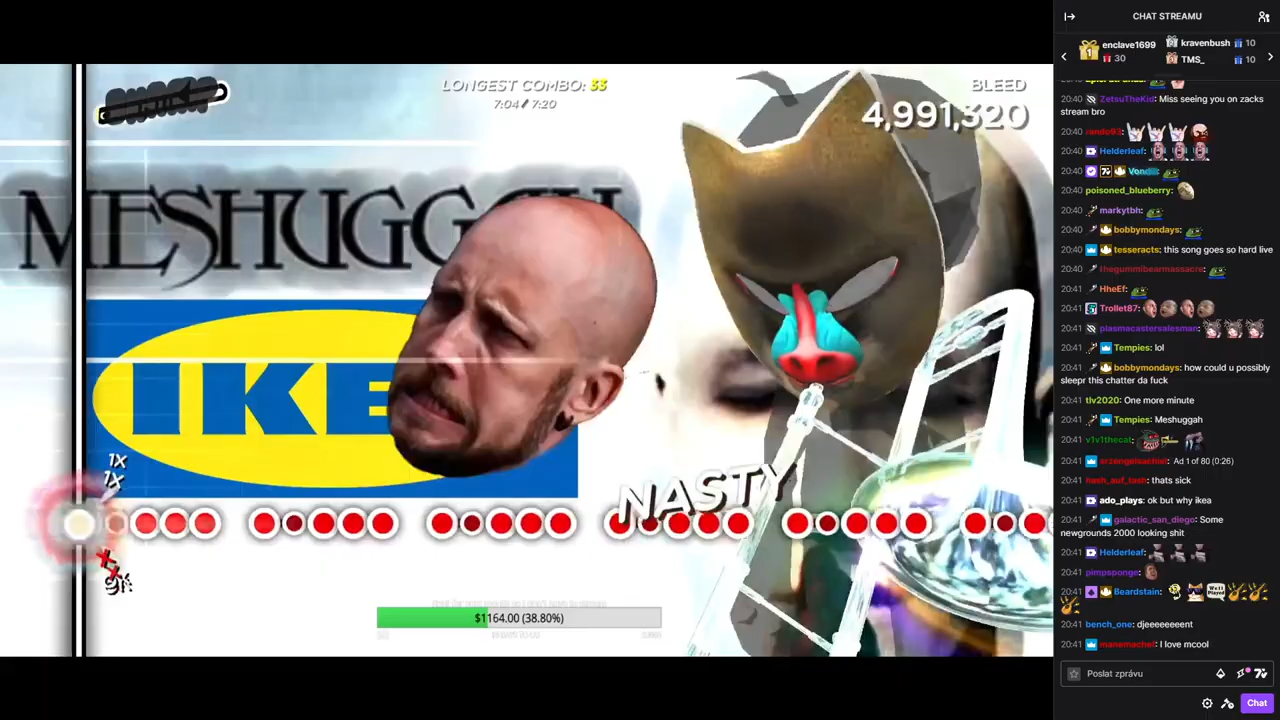 LONGEST COMBO: 33
7:04 / 7:20
BLEED
4,991,320
MESHUGG
IKE
1X
1X
NASTY
$1164.00 (38.80%)
CHAT STREAMU
enclave1699
30
kravenbush 10
TMS_ 10
20:40 ZetsuTheKid: Miss seeing you on zacks
stream bro
20:40 rando93:
20:40 Helderleaf:
20:40 Vondii:
20:40 poisoned_blueberry:
20:40 markytbh:
20:40 bobbymondays:
20:40 tesseracts: this song goes so hard live
20:40 thegummibearmassacre:
20:41 HheEf:
20:41 Trollet87:
20:41 plasmacastersalesman:
20:41 Tempies: lol
20:41 bobbymondays: how could u possibly
sleepr this chatter da fuck
20:41 tlv2020: One more minute
20:41 Tempies: Meshuggah
20:41 v1v1thecat:
20:41 erzengelsachiel: Ad 1 of 80 (0:26)
20:41 hash_auf_tash: thats sick
20:41 ado_plays: ok but why ikea
20:41 galactic_san_diego: Some
newgrounds 2000 looking shit
20:41 Helderleaf:
20:41 pimpsponge:
20:41 Beardstain:
20:41 bench_one: djeeeeeeent
20:41 inanemachel: I love mcool
Poslat zprávu
Chat